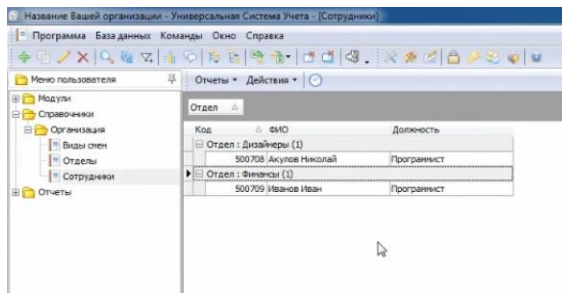 Название Вашей организации - Универсальная Система Учета - [Сотрудники]
Программа База данных Команды Окно Справка
Меню пользователя
Отчеты Действия
Модули
Справочники
Организация
Виды смен
Отделы
Сотрудники
Отчеты
Отдел
Код ФИО Должность
Отдел : Дизайнеры (1)
500708 Акулов Николай Программист
Отдел : Финансы (1)
500709 Иванов Иван Программист